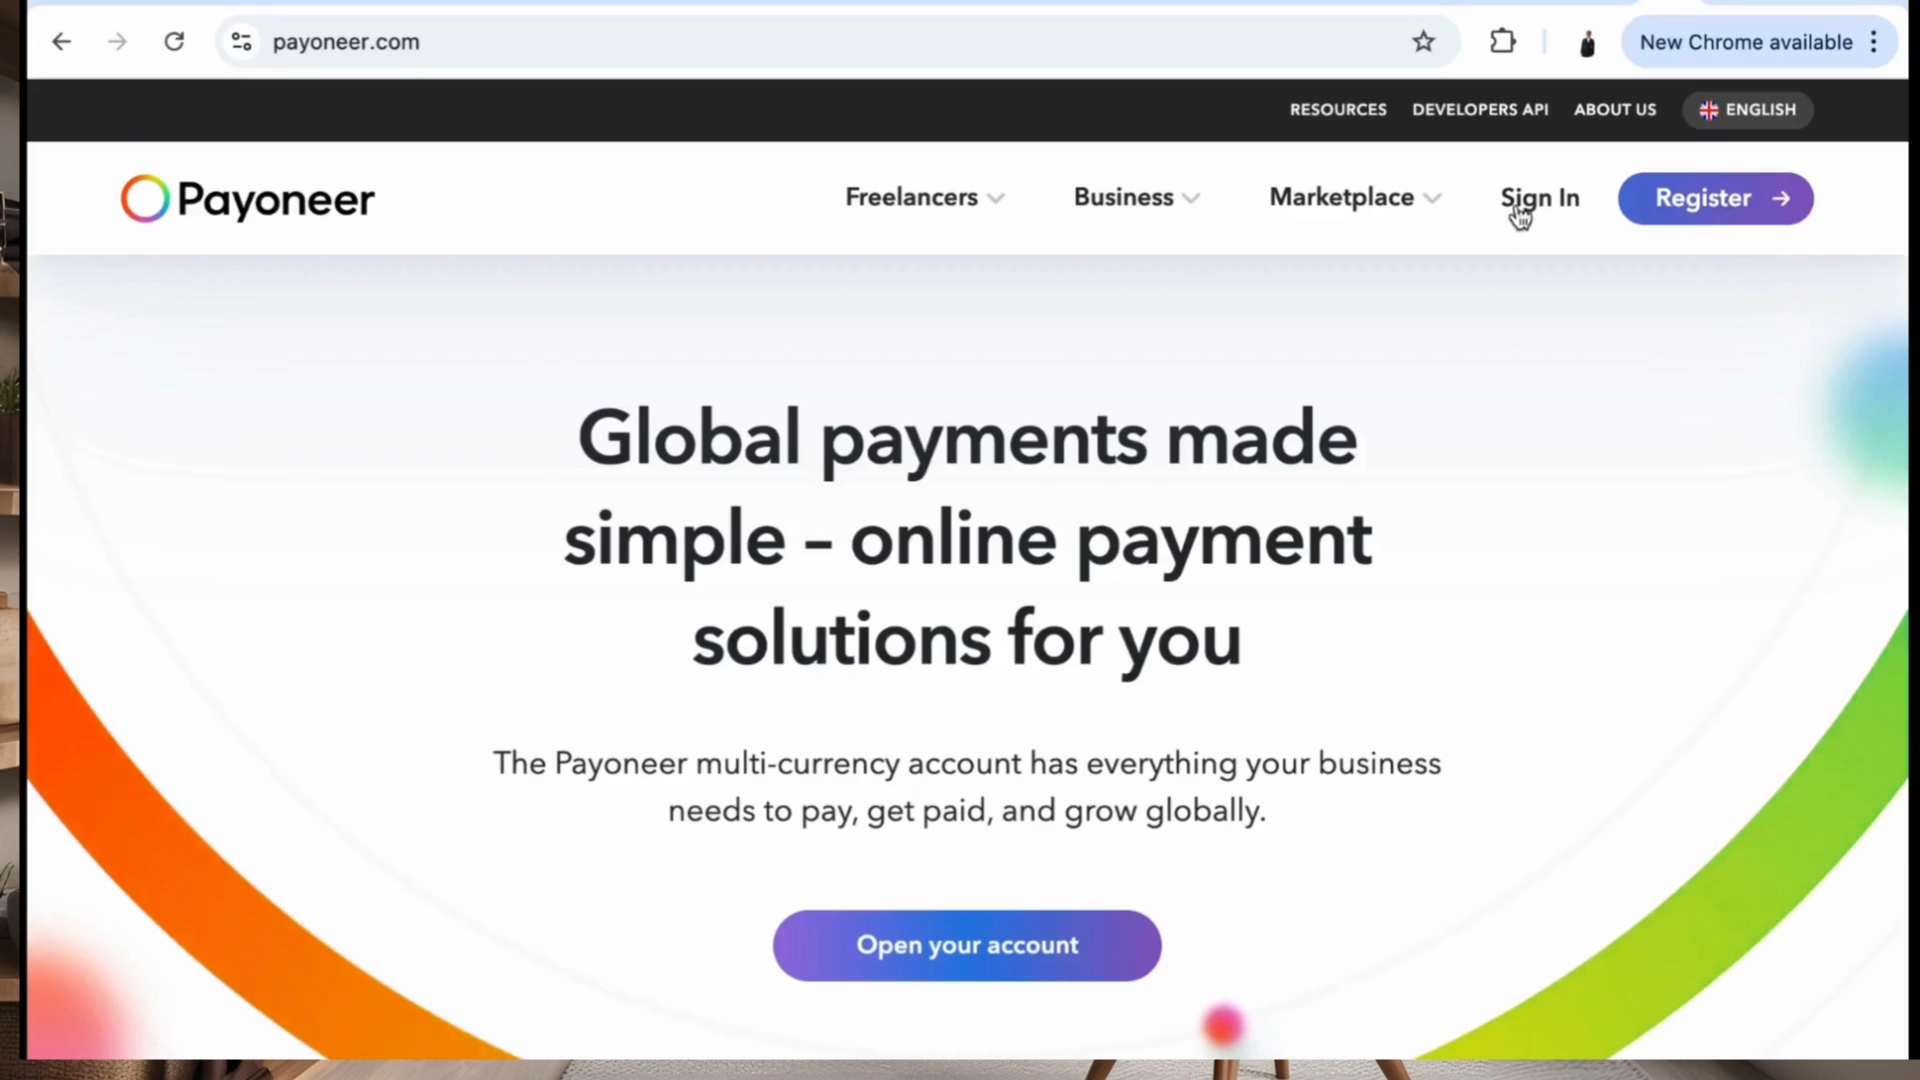 payoneer.com
New Chrome available
RESOURCES DEVELOPERS API ABOUT US ENGLISH
Payoneer Freelancers Business Marketplace Sign In Register
Global payments made
simple – online payment
solutions for you
The Payoneer multi-currency account has everything your business
needs to pay, get paid, and grow globally.
Open your account